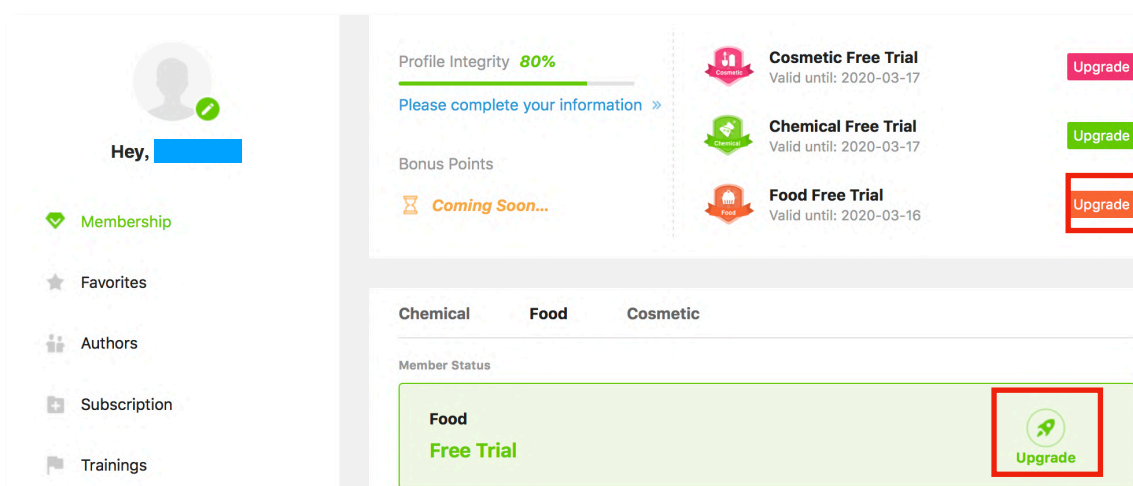 Hey,
Membership
Favorites
Authors
Subscription
Trainings
Profile Integrity 80%
Please complete your information »
Bonus Points
Coming Soon...
Cosmetic
Cosmetic Free Trial
Valid until: 2020-03-17
Upgrade
Chemical
Chemical Free Trial
Valid until: 2020-03-17
Upgrade
Food
Food Free Trial
Valid until: 2020-03-16
Upgrade
Chemical Food Cosmetic
Member Status
Food
Free Trial
Upgrade